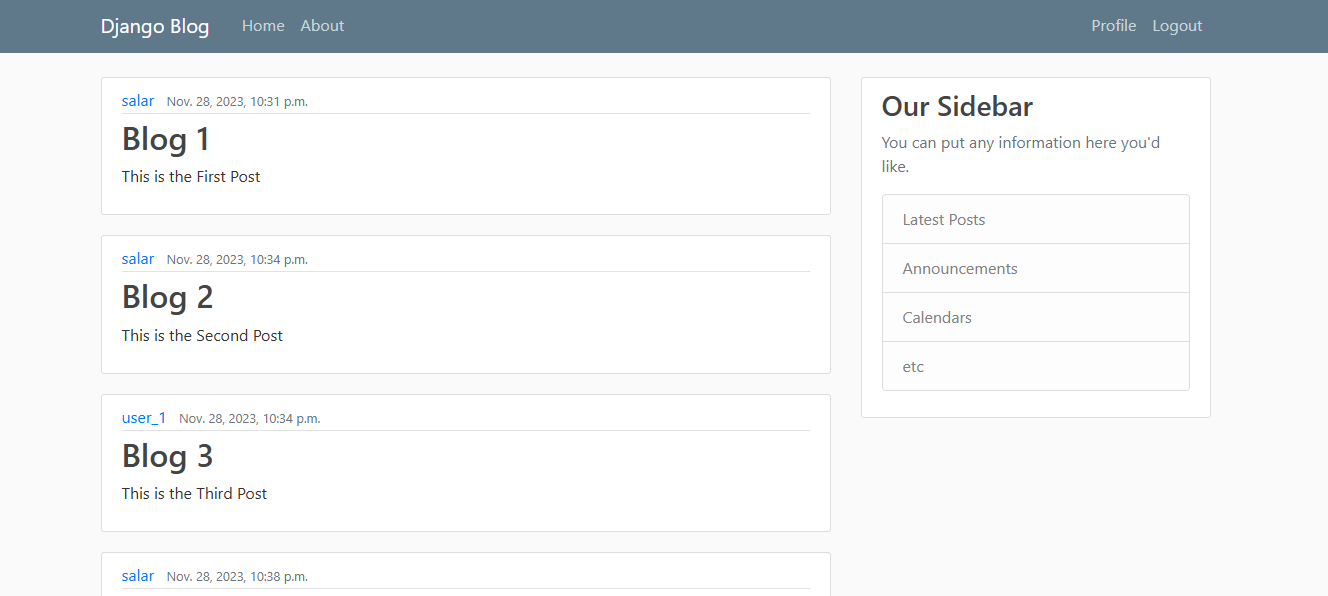 Django Blog Home About Profile Logout
salar Nov. 28, 2023, 10:31 p.m.
Blog 1
This is the First Post
salar Nov. 28, 2023, 10:34 p.m.
Blog 2
This is the Second Post
user_1 Nov. 28, 2023, 10:34 p.m.
Blog 3
This is the Third Post
salar Nov. 28, 2023, 10:38 p.m.
Our Sidebar
You can put any information here you'd
like.
Latest Posts
Announcements
Calendars
etc